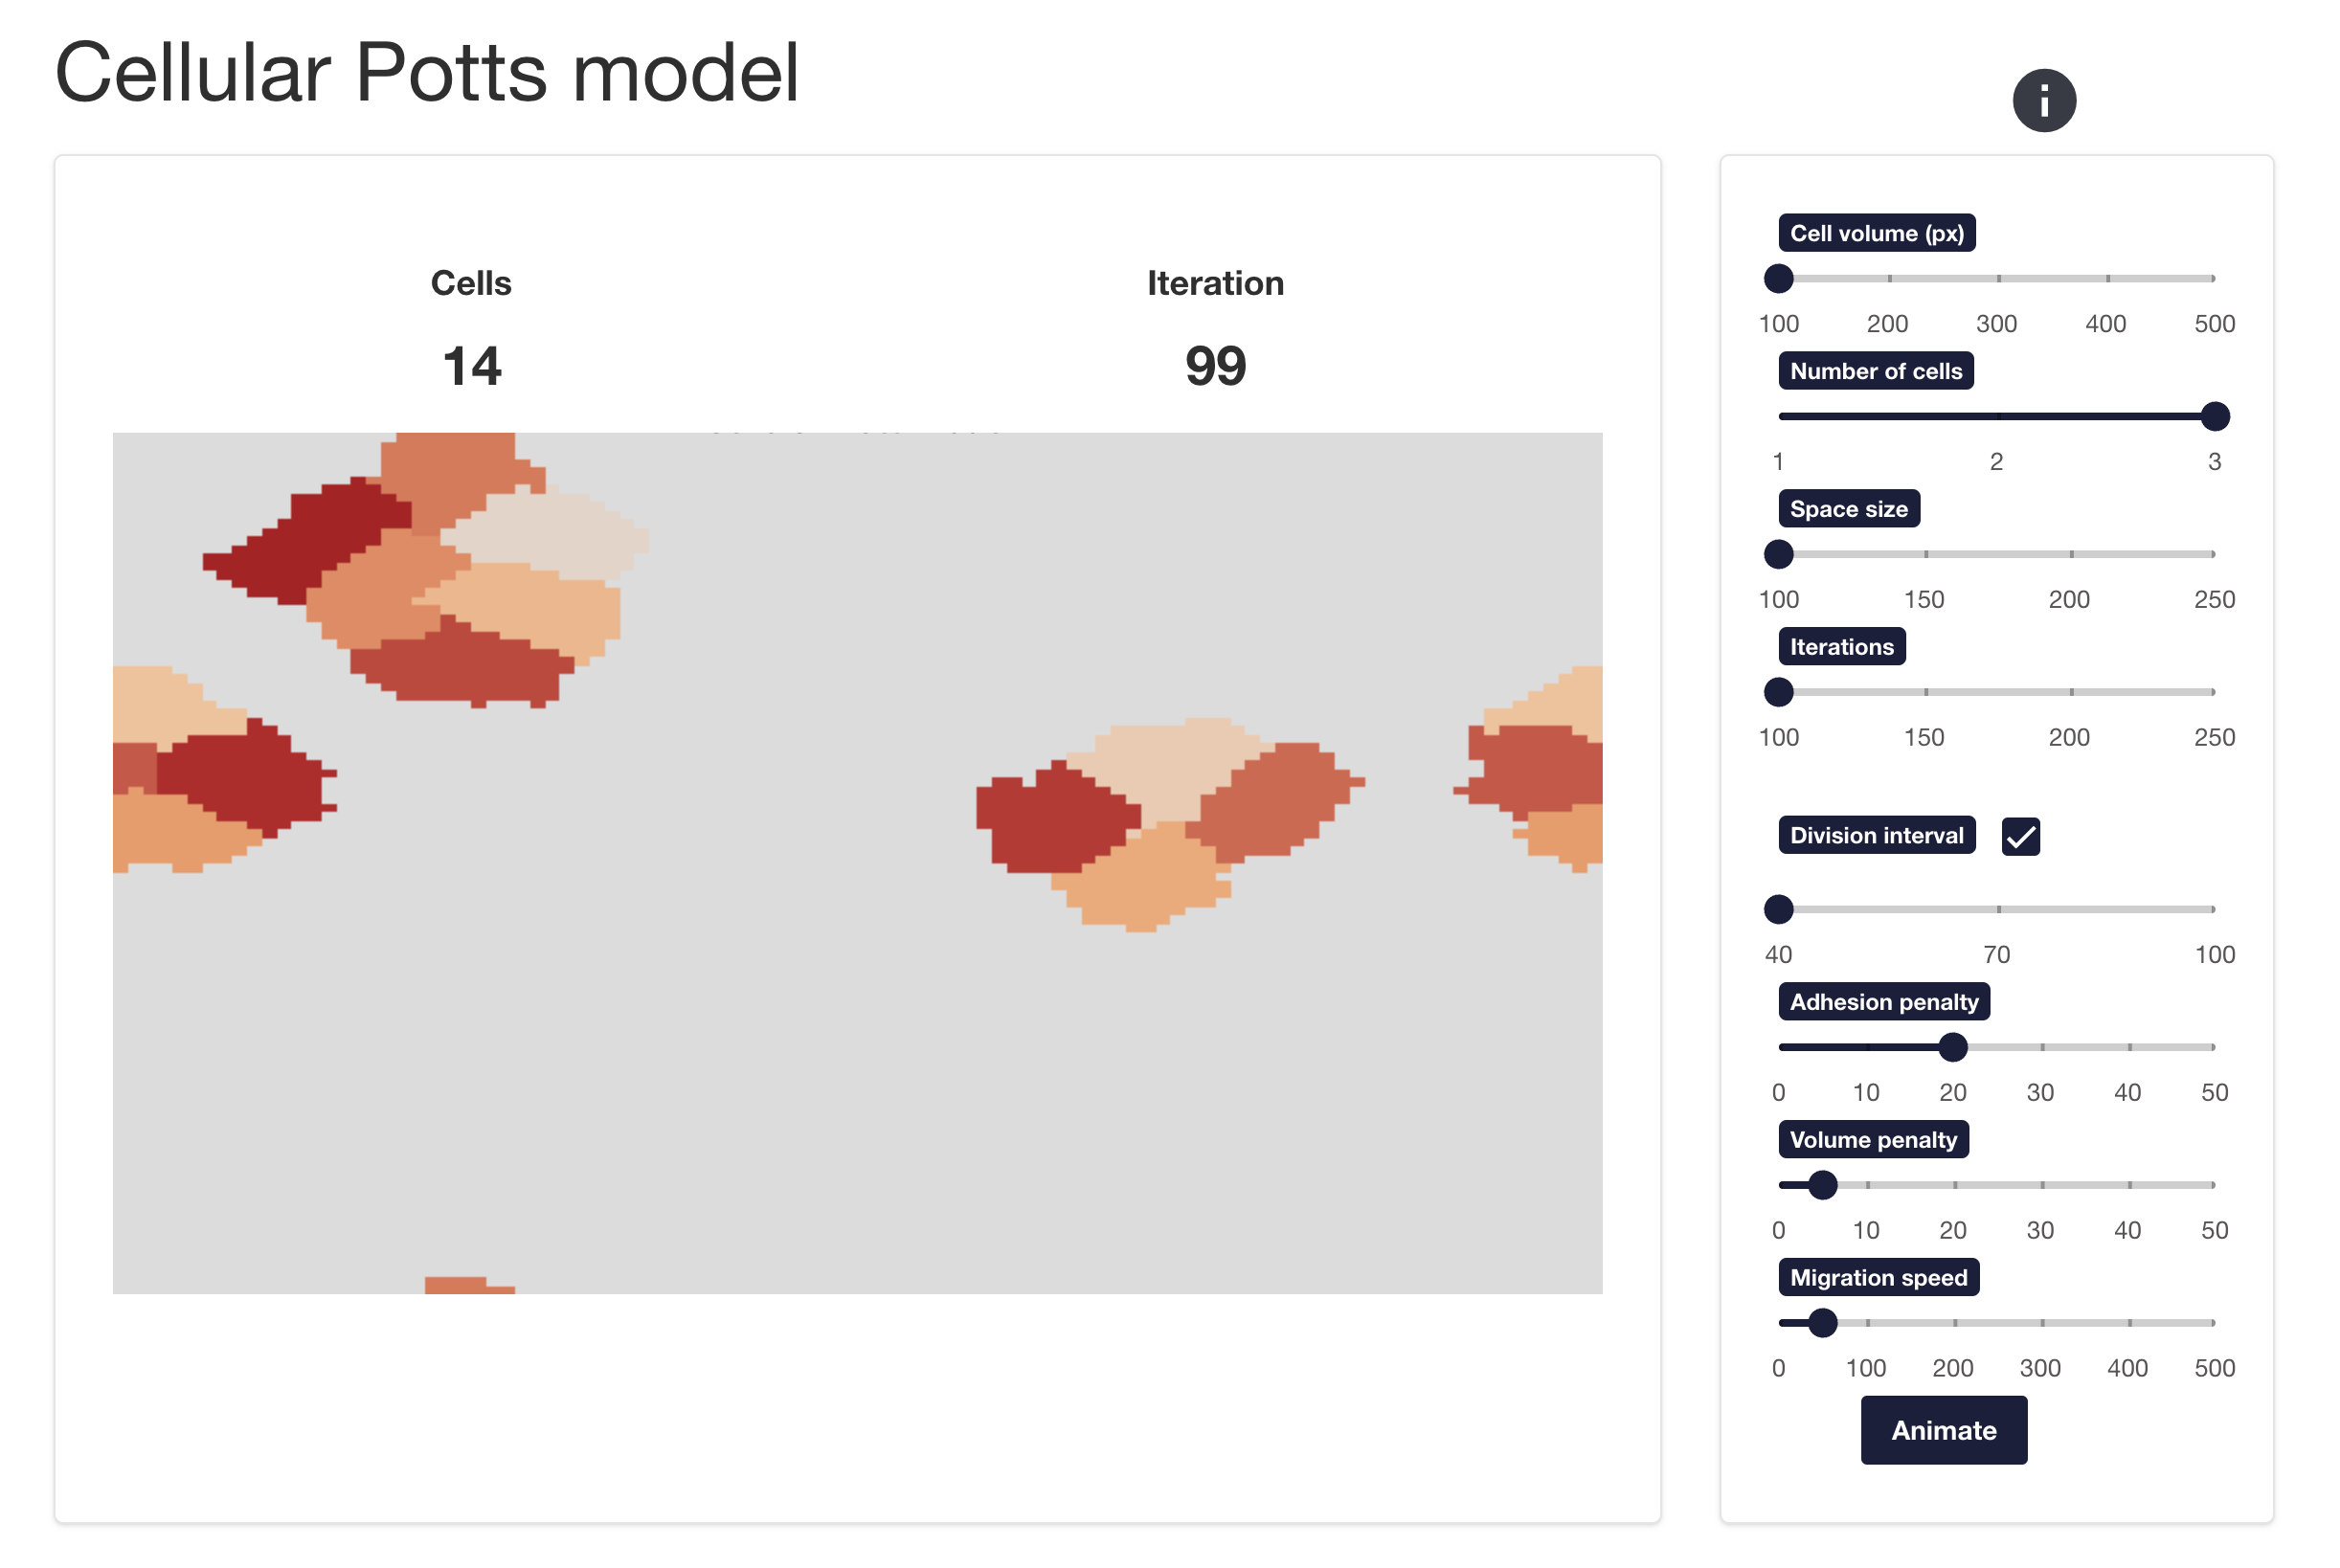 Cellular Potts model
i
Cells
Iteration
14
99
Cell volume (px)
100 200 300 400 500
Number of cells
1 2 3
Space size
100 150 200 250
Iterations
100 150 200 250
Division interval
40 70 100
Adhesion penalty
0 10 20 30 40 50
Volume penalty
0 10 20 30 40 50
Migration speed
0 100 200 300 400 500
Animate